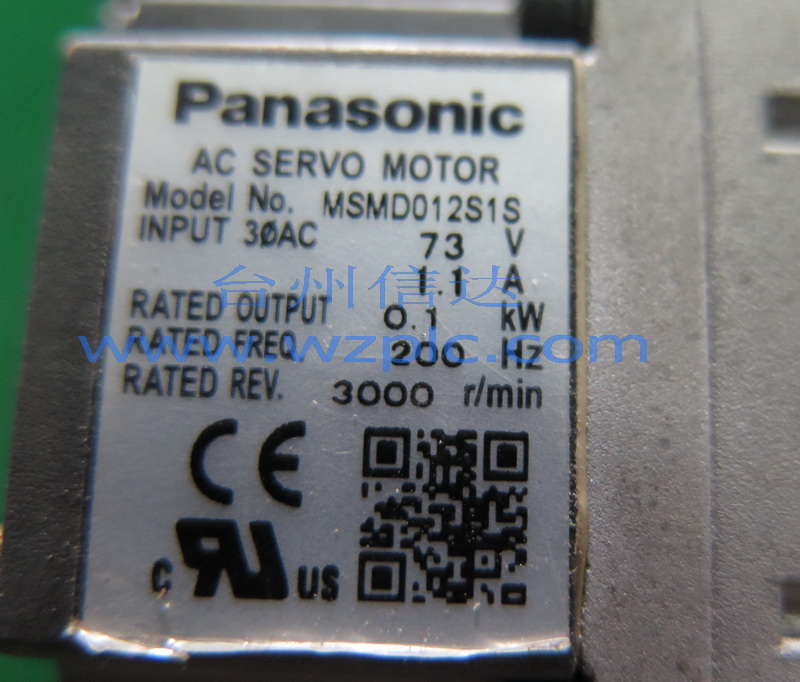 Panasonic
AC SERVO MOTOR
Model No. MSMD012S1S
INPUT 3ØAC 73 V
1.1 A
台州信达
RATED OUTPUT 0.1 kW
www.wzplc.com
RATED FREQ. 200 Hz
RATED REV. 3000 r/min
CE
c RU US